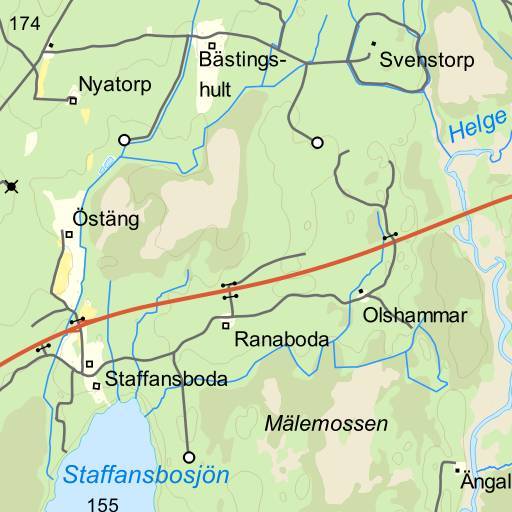 174
Bästings-
hult
Svenstorp
Nyatorp
Helge
Östäng
Olshammar
Ranaboda
Staffansboda
Mälemossen
Staffansbosjön
Ängal
155